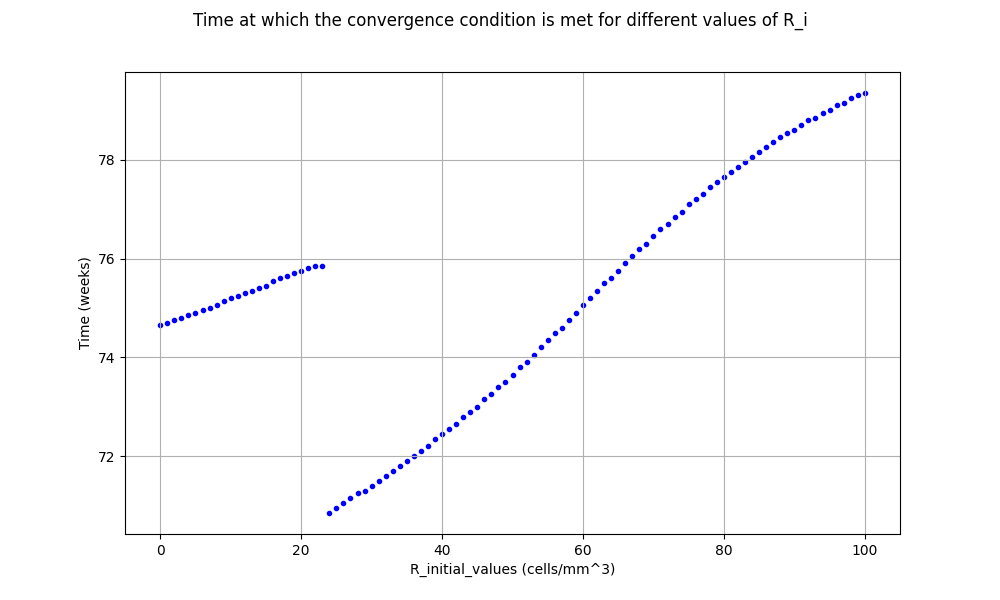 Time at which the convergence condition is met for different values of R_i
78
76
74
72
Time (weeks)
0 20 40 60 80 100
R_initial_values (cells/mm^3)